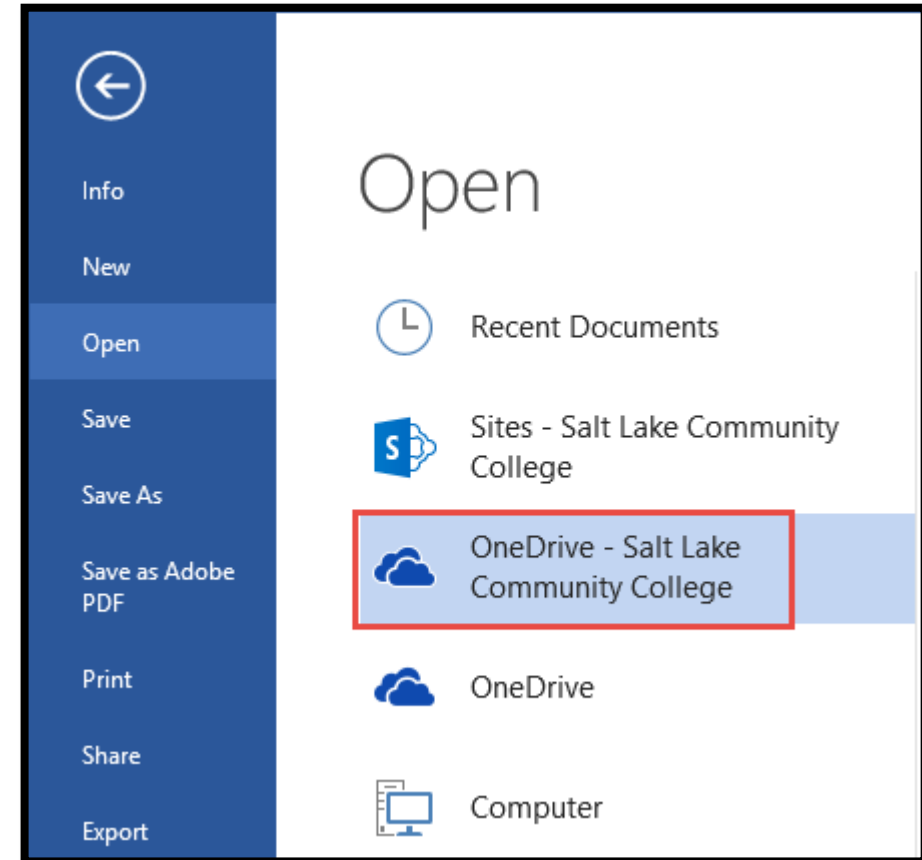 Info
New
Open
Save
Save As
Save as Adobe
PDF
Print
Share
Export
Open
Recent Documents
S
Sites - Salt Lake Community
College
OneDrive - Salt Lake
Community College
OneDrive
Computer